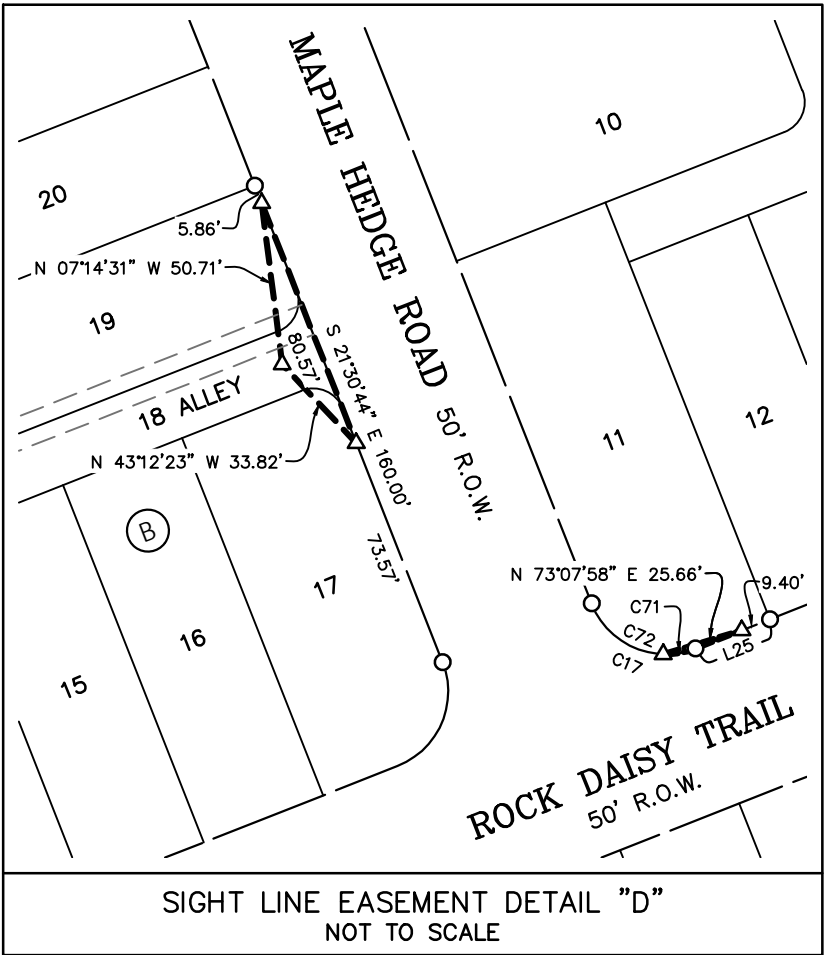 MAPLE HEDGE ROAD 50' R.O.W.
10
20
5.86'
N 07°14'31" W 50.71'
19
80.57'
S 21°30'44" E 160.00'
18 ALLEY
N 43°12'23" W 33.82'
11
12
B
73.57'
17
16
15
N 73°07'58" E 25.66'
9.40'
C71
C72
C17
L25
ROCK DAISY TRAIL
50' R.O.W.
SIGHT LINE EASEMENT DETAIL "D"
NOT TO SCALE